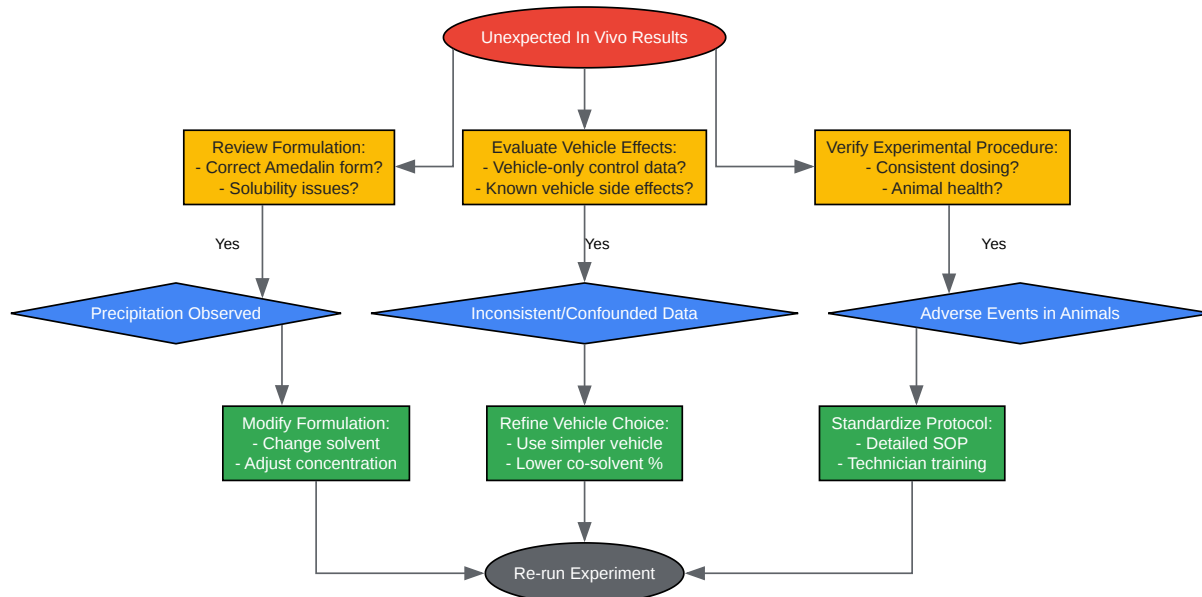 Unexpected In Vivo Results
Review Formulation:
- Correct Amedalin form?
- Solubility issues?
Evaluate Vehicle Effects:
- Vehicle-only control data?
- Known vehicle side effects?
Verify Experimental Procedure:
- Consistent dosing?
- Animal health?
Yes
Yes
Yes
Precipitation Observed
Inconsistent/Confounded Data
Adverse Events in Animals
Modify Formulation:
- Change solvent
- Adjust concentration
Refine Vehicle Choice:
- Use simpler vehicle
- Lower co-solvent %
Standardize Protocol:
- Detailed SOP
- Technician training
Re-run Experiment